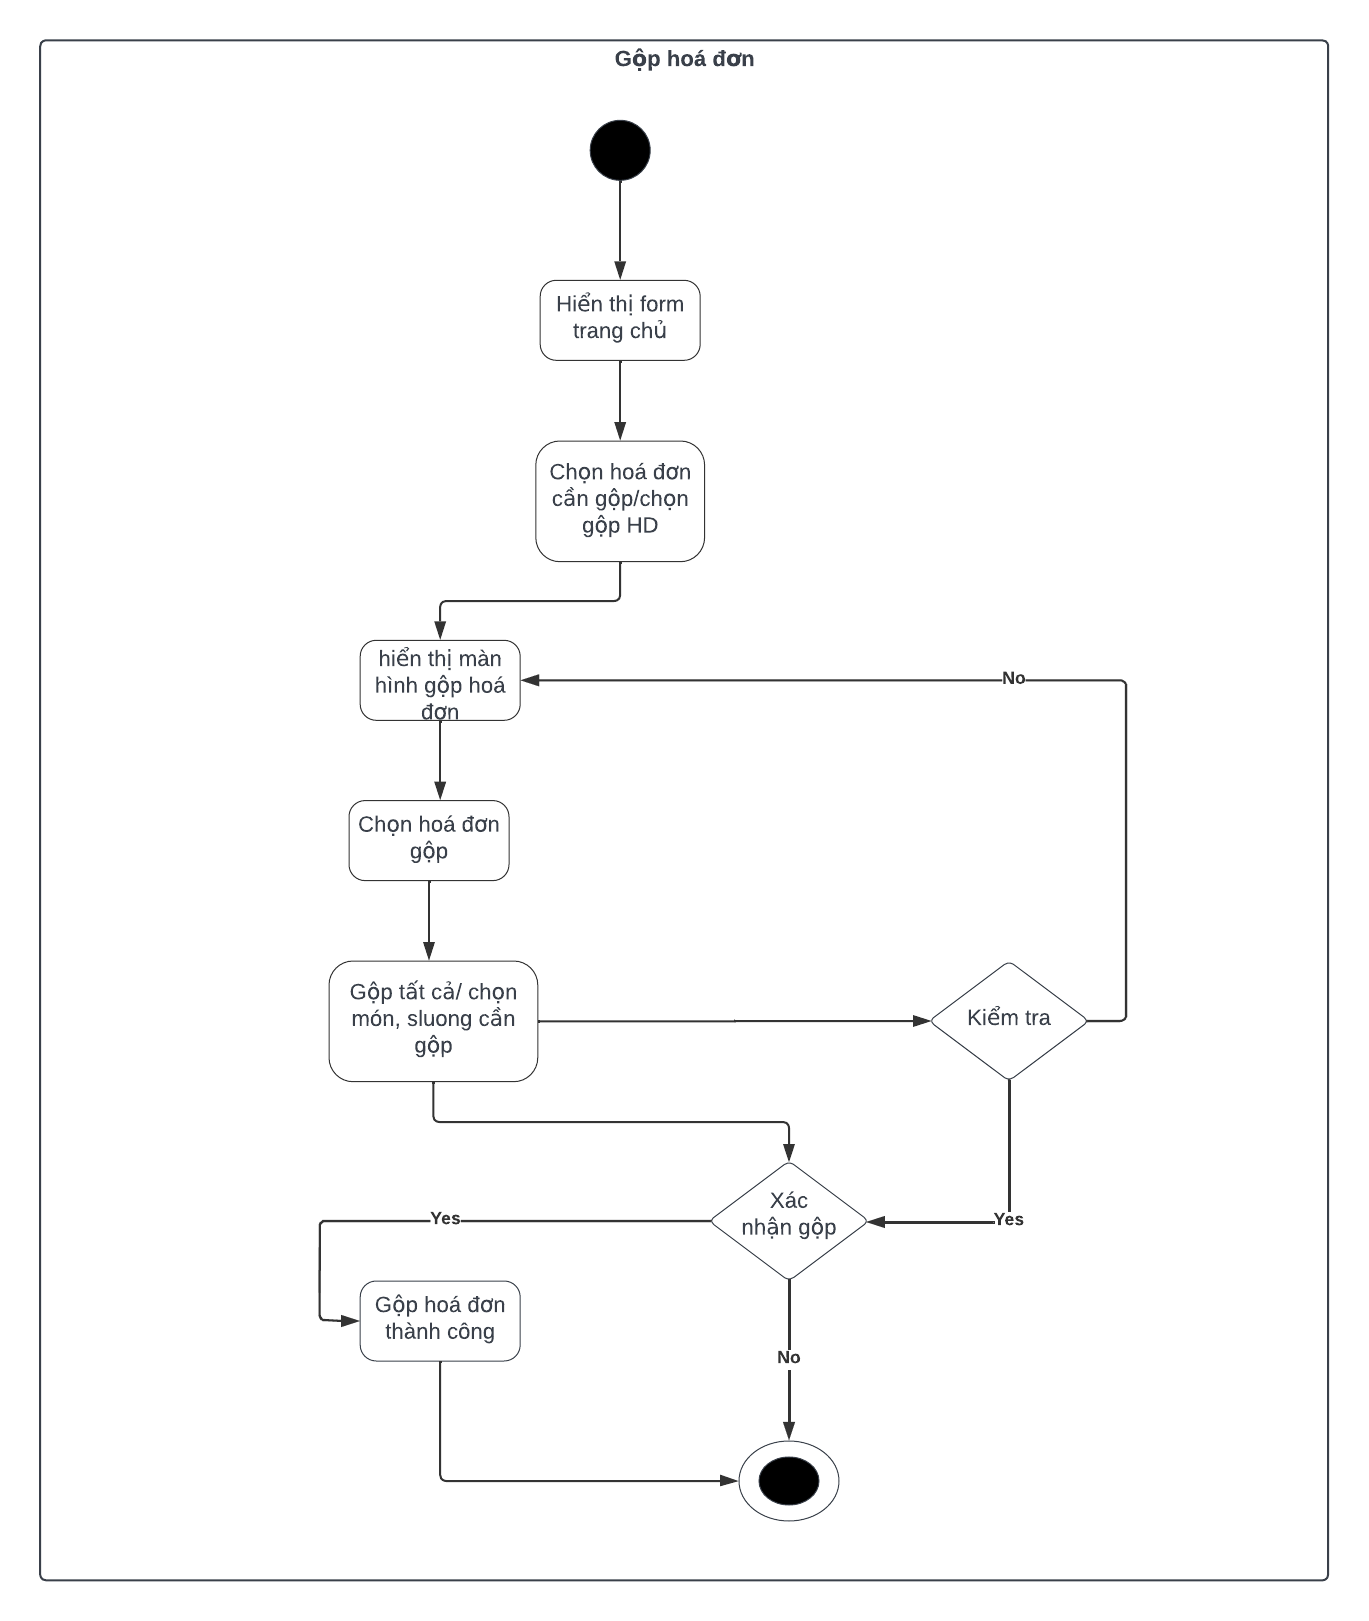 Gộp hoá đơn
Hiển thị form
trang chủ
Chọn hoá đơn
cần gộp/chọn
gộp HD
hiển thị màn
hình gộp hoá
đơn
No
Chọn hoá đơn
gộp
Gộp tất cả/ chọn
món, sluong cần
gộp
Kiểm tra
Xác
nhận gộp
Yes
Yes
Gộp hoá đơn
thành công
No